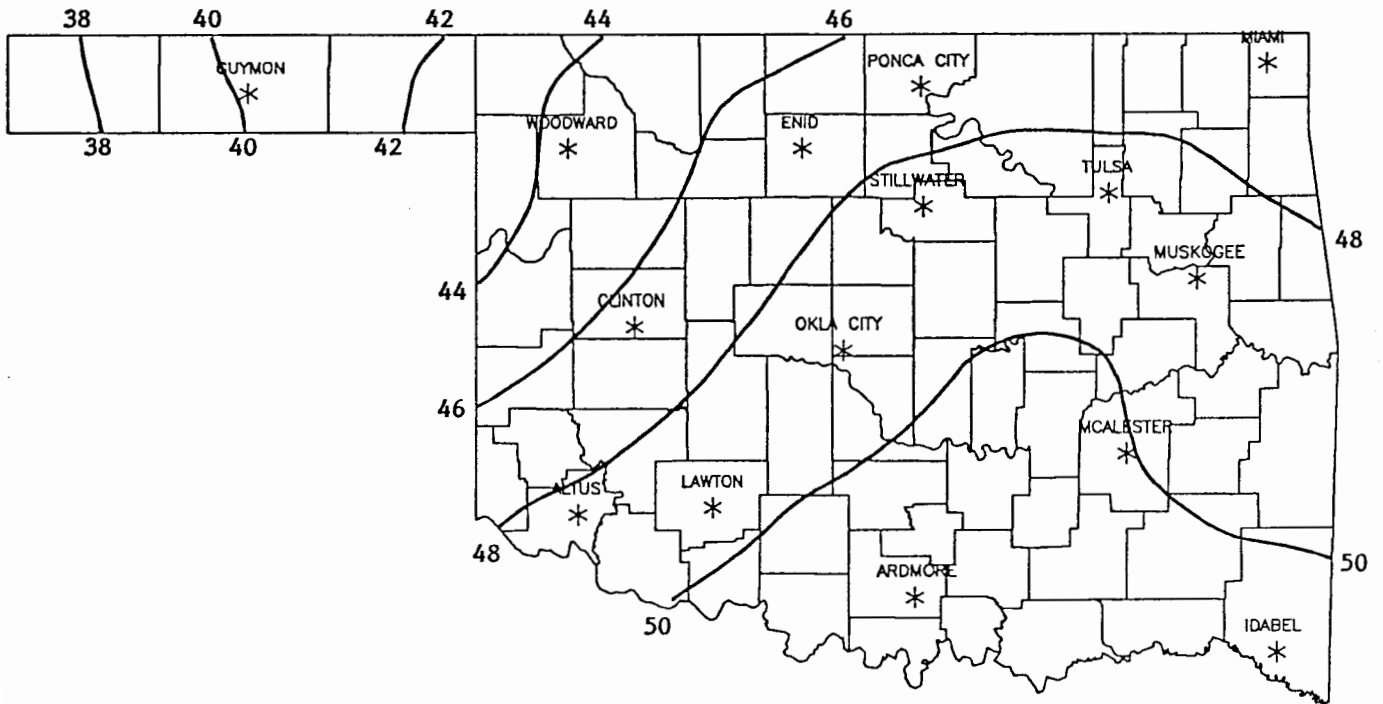 38 40 42 44 46
MIAMI
PONCA CITY
GUYMON
WOODWARD ENID
38 40 42
TULSA
STILLWATER
48
MUSKOGEE
44
CLINTON
OKLA CITY
46
MCALESTER
LAWTON
ALTUS
48
50
ARDMORE
50
IDABEL